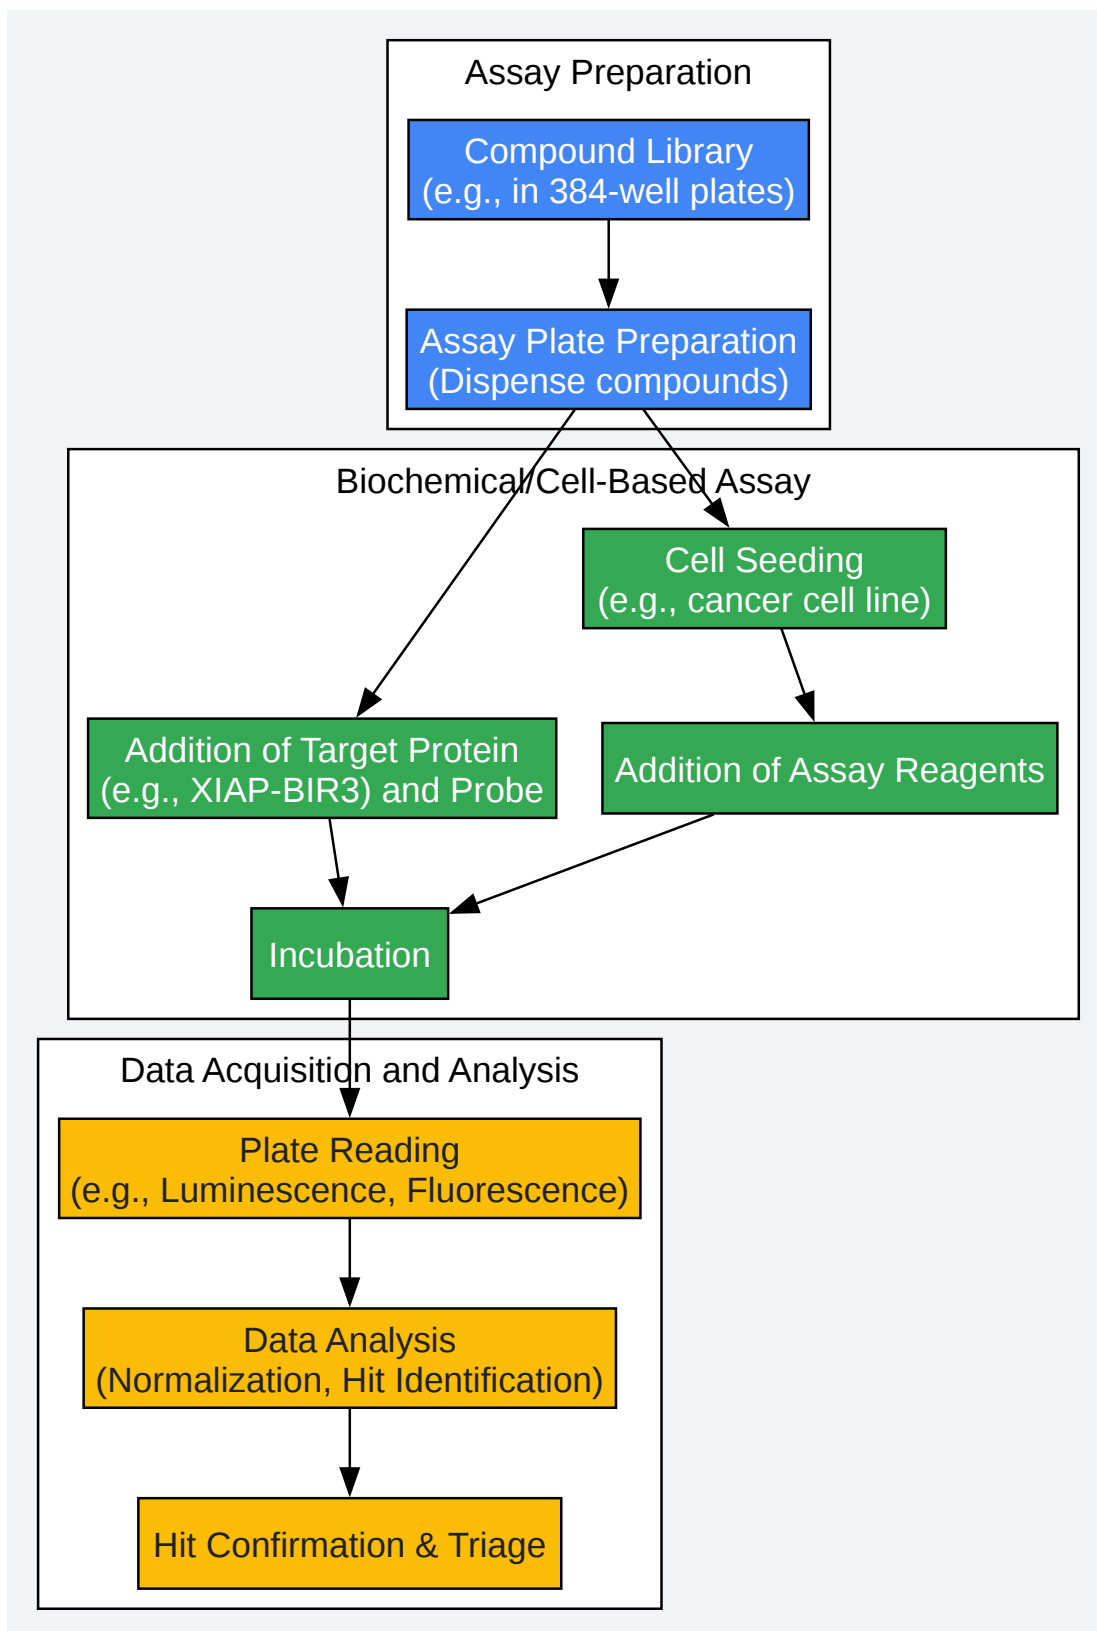 Assay Preparation
Compound Library
(e.g., in 384-well plates)
Assay Plate Preparation
(Dispense compounds)
Biochemical/Cell-Based Assay
Cell Seeding
(e.g., cancer cell line)
Addition of Target Protein
(e.g., XIAP-BIR3) and Probe
Addition of Assay Reagents
Incubation
Data Acquisition and Analysis
Plate Reading
(e.g., Luminescence, Fluorescence)
Data Analysis
(Normalization, Hit Identification)
Hit Confirmation & Triage